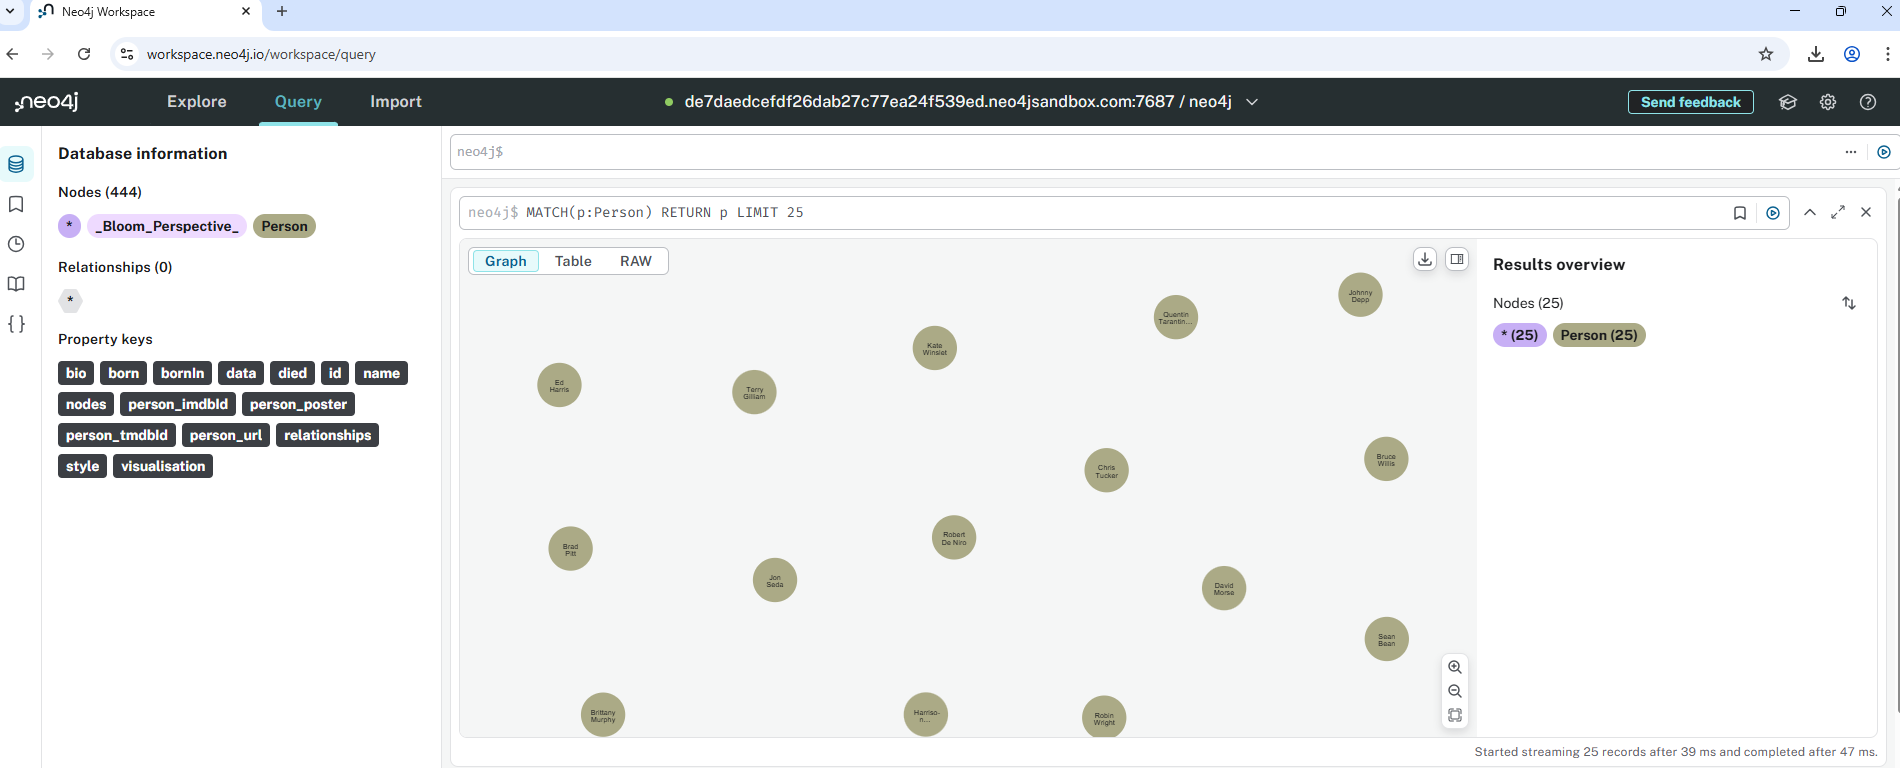 Neo4j Workspace
workspace.neo4j.io/workspace/query
neo4j
Explore
Query
Import
de7daedcefdf26dab27c77ea24f539ed.neo4jsandbox.com:7687 / neo4j
Send feedback
Database information
Nodes (444)
* _Bloom_Perspective_ Person
Relationships (0)
*
Property keys
bio born bornIn data died id name
nodes person_imdbId person_poster
person_tmdbId person_url relationships
style visualisation
neo4j$
neo4j$ MATCH(p:Person) RETURN p LIMIT 25
Graph Table RAW
Johnny
Depp
Quentin
Tarantin...
Kate
Winslet
Ed
Harris
Terry
Gilliam
Bruce
Willis
Chris
Tucker
Robert
De Niro
Brad
Pitt
Jon
Seda
David
Morse
Sean
Bean
Brittany
Murphy
Harriso-
n...
Robin
Wright
Results overview
Nodes (25)
* (25) Person (25)
Started streaming 25 records after 39 ms and completed after 47 ms.